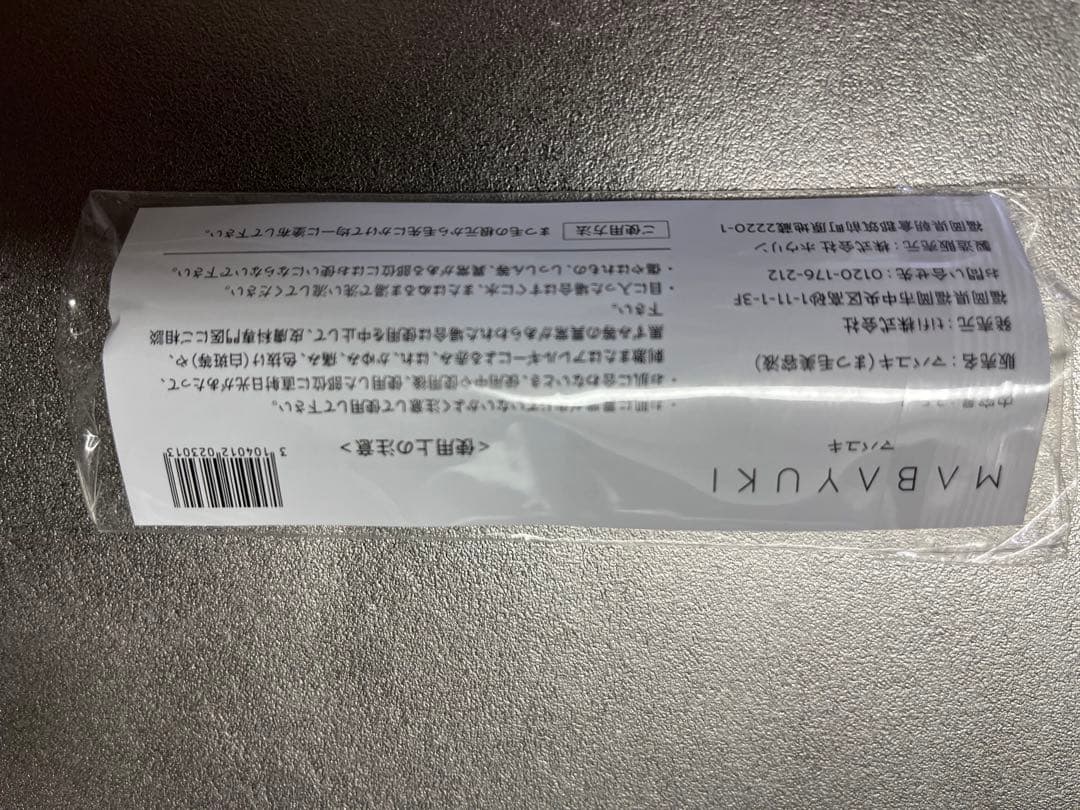 MABAYUKI
マバユキ
内容量:
販売名:マバユキ(まつ毛美容液)
発売元: 株式会社
福岡県福岡市中央区高砂1-11-1-3F
お問い合せ先:0120-176-212
製造販売元:株式会社ホウリン
福岡県朝倉郡筑前町原地蔵2220-1
<使用上の注意>
3104012 023013
・お肌に異常が生じていないかよく注意して使用して下さい。
・お肌に合わないとき、使用中や使用後、使用した部位に直射日光があたって、
刺激またはアレルギーによる赤み、はれ、かゆみ、痛み、色抜け(白斑等)や、
黒ずみ等の異常があらわれた場合は使用を中止して、皮膚科専門医にご相談
下さい。
・目に入った場合はすぐに水、またはぬるま湯で洗い流してください。
・傷やはれもの、しっしん等、異常がある部位にはお使いにならないで下さい。
ご使用方法 まつ毛の根元から毛先にかけて均一に塗布して下さい。